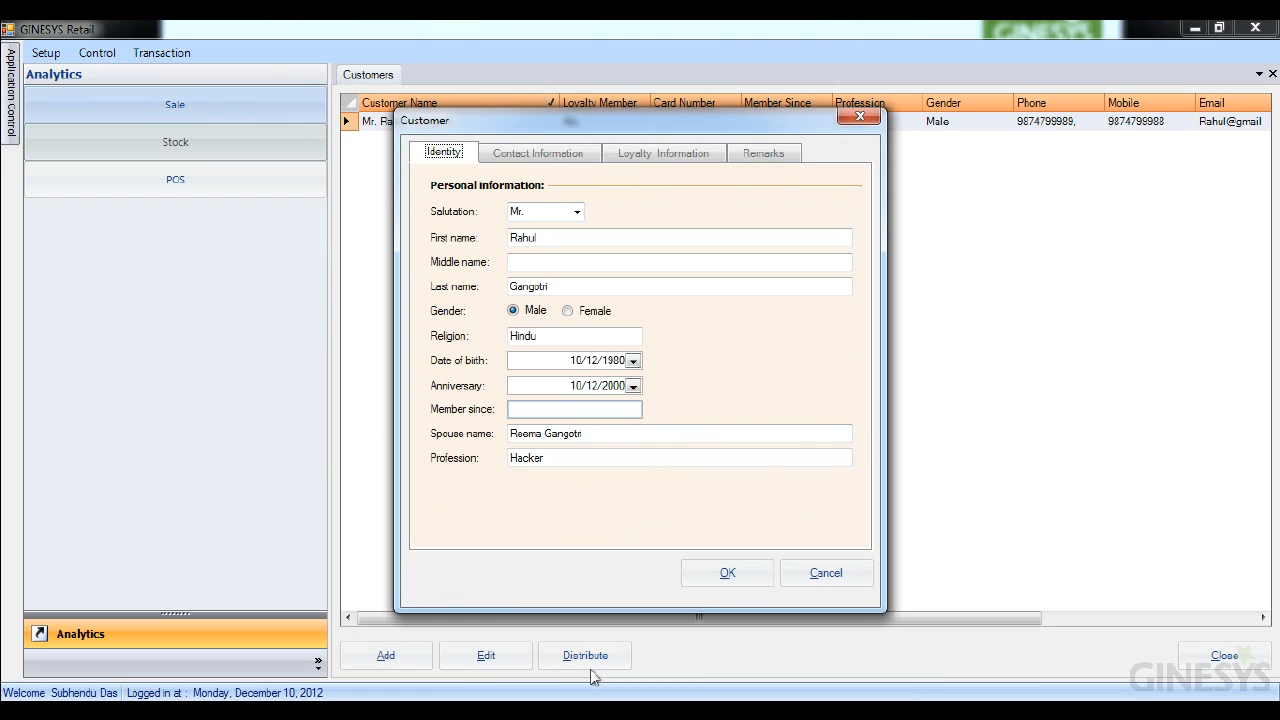 GINESYS Retail
Setup Control Transaction
Application Control
Analytics
Sale
Stock
POS
Customers
Customer Name Loyalty Member Card Number Member Since Profession Gender Phone Mobile Email
Mr. Ra Male 9874799989, 9874799988 Rahul@gmail
Customer
Identity Contact Information Loyalty Information Remarks
Personal Information:
Salutation: Mr.
First name: Rahul
Middle name:
Last name: Gangotri
Gender: Male Female
Religion: Hindu
Date of birth: 10/12/1980
Anniversary: 10/12/2000
Member since:
Spouse name: Reema Gangotri
Profession: Hacker
OK Cancel
Analytics
Add Edit Distribute Close
GINESYS
Welcome Subhendu Das Logged in at : Monday, December 10, 2012